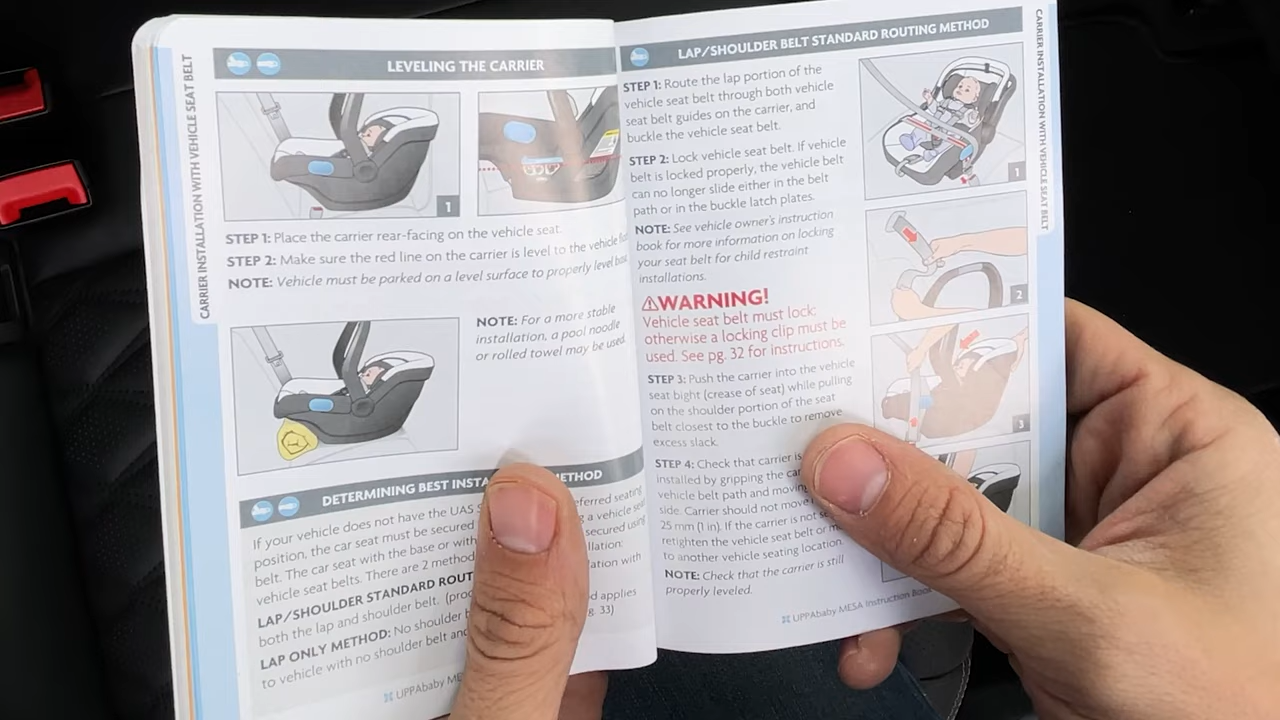 CARRIER INSTALLATION WITH VEHICLE SEAT BELT
LEVELING THE CARRIER
1
STEP 1: Place the carrier rear-facing on the vehicle seat.
STEP 2: Make sure the red line on the carrier is level to the vehicle
NOTE: Vehicle must be parked on a level surface to properly level
NOTE: For a more stable
installation, a pool noodle
or rolled towel may be used.
DETERMINING BEST METHOD
If your vehicle does not have the UAS seating
position, the car seat must be secured a vehicle
belt. The car seat with the base or secured using
vehicle seat belts. There are 2
LAP/SHOULDER STANDARD with
both the lap and shoulder belt. applies
LAP ONLY METHOD: No shoulder 33)
to vehicle with no shoulder belt
UPPAbaby
LAP/SHOULDER BELT STANDARD ROUTING METHOD
STEP 1: Route the lap portion of the
vehicle seat belt through both vehicle
seat belt guides on the carrier, and
buckle the vehicle seat belt.
1
STEP 2: Lock vehicle seat belt. If vehicle
belt is locked properly, the vehicle belt
can no longer slide either in the belt
path or in the buckle latch plates.
NOTE: See vehicle owner's instruction
book for more information on locking
your seat belt for child restraint
installations.
2
WARNING!
Vehicle seat belt must lock;
otherwise a locking clip must be
used. See pg. 32 for instructions.
STEP 3: Push the carrier into the vehicle
seat bight (crease of seat) while pulling
on the shoulder portion of the seat
belt closest to the buckle to remove
excess slack.
3
STEP 4: Check that carrier is
installed by gripping the
vehicle belt path and moving
side. Carrier should not move
25 mm (1 in). If the carrier is not
retighten the vehicle seat belt or
to another vehicle seating location.
NOTE: Check that the carrier is still
properly leveled.
UPPAbaby MESA Instruction
CARRIER INSTALLATION WITH VEHICLE SEAT BELT